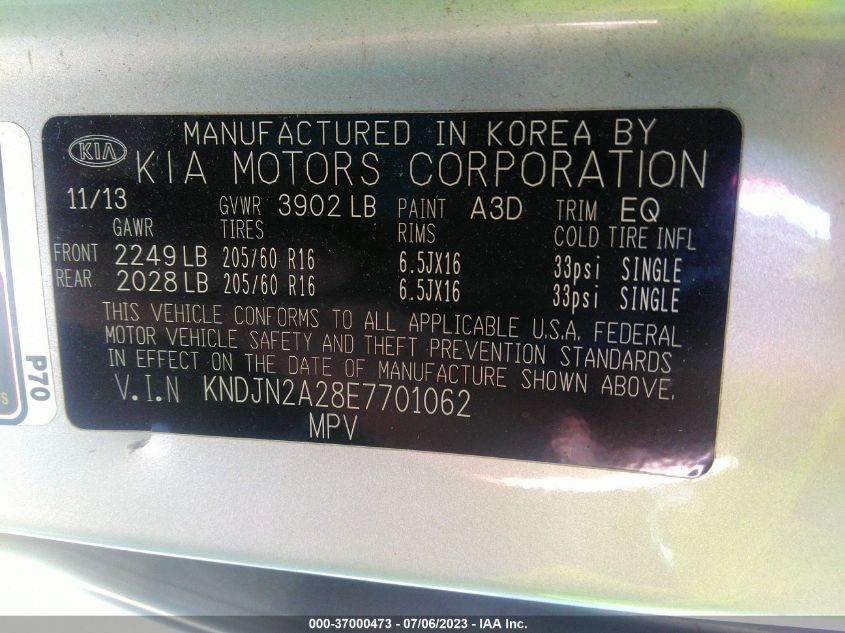 MANUFACTURED IN KOREA BY
KIA KIA MOTORS CORPORATION
11/13 GVWR 3902 LB PAINT A3D TRIM EQ
GAWR TIRES RIMS COLD TIRE INFL
FRONT 2249 LB 205/60 R16 6.5JX16 33psi SINGLE
REAR 2028 LB 205/60 R16 6.5JX16 33psi SINGLE
THIS VEHICLE CONFORMS TO ALL APPLICABLE U.S.A. FEDERAL
MOTOR VEHICLE SAFETY AND THEFT PREVENTION STANDARDS
IN EFFECT ON THE DATE OF MANUFACTURE SHOWN ABOVE.
V.I.N KNDJN2A28E7701062
MPV
P70
000-37000473 - 07/06/2023 - IAA Inc.